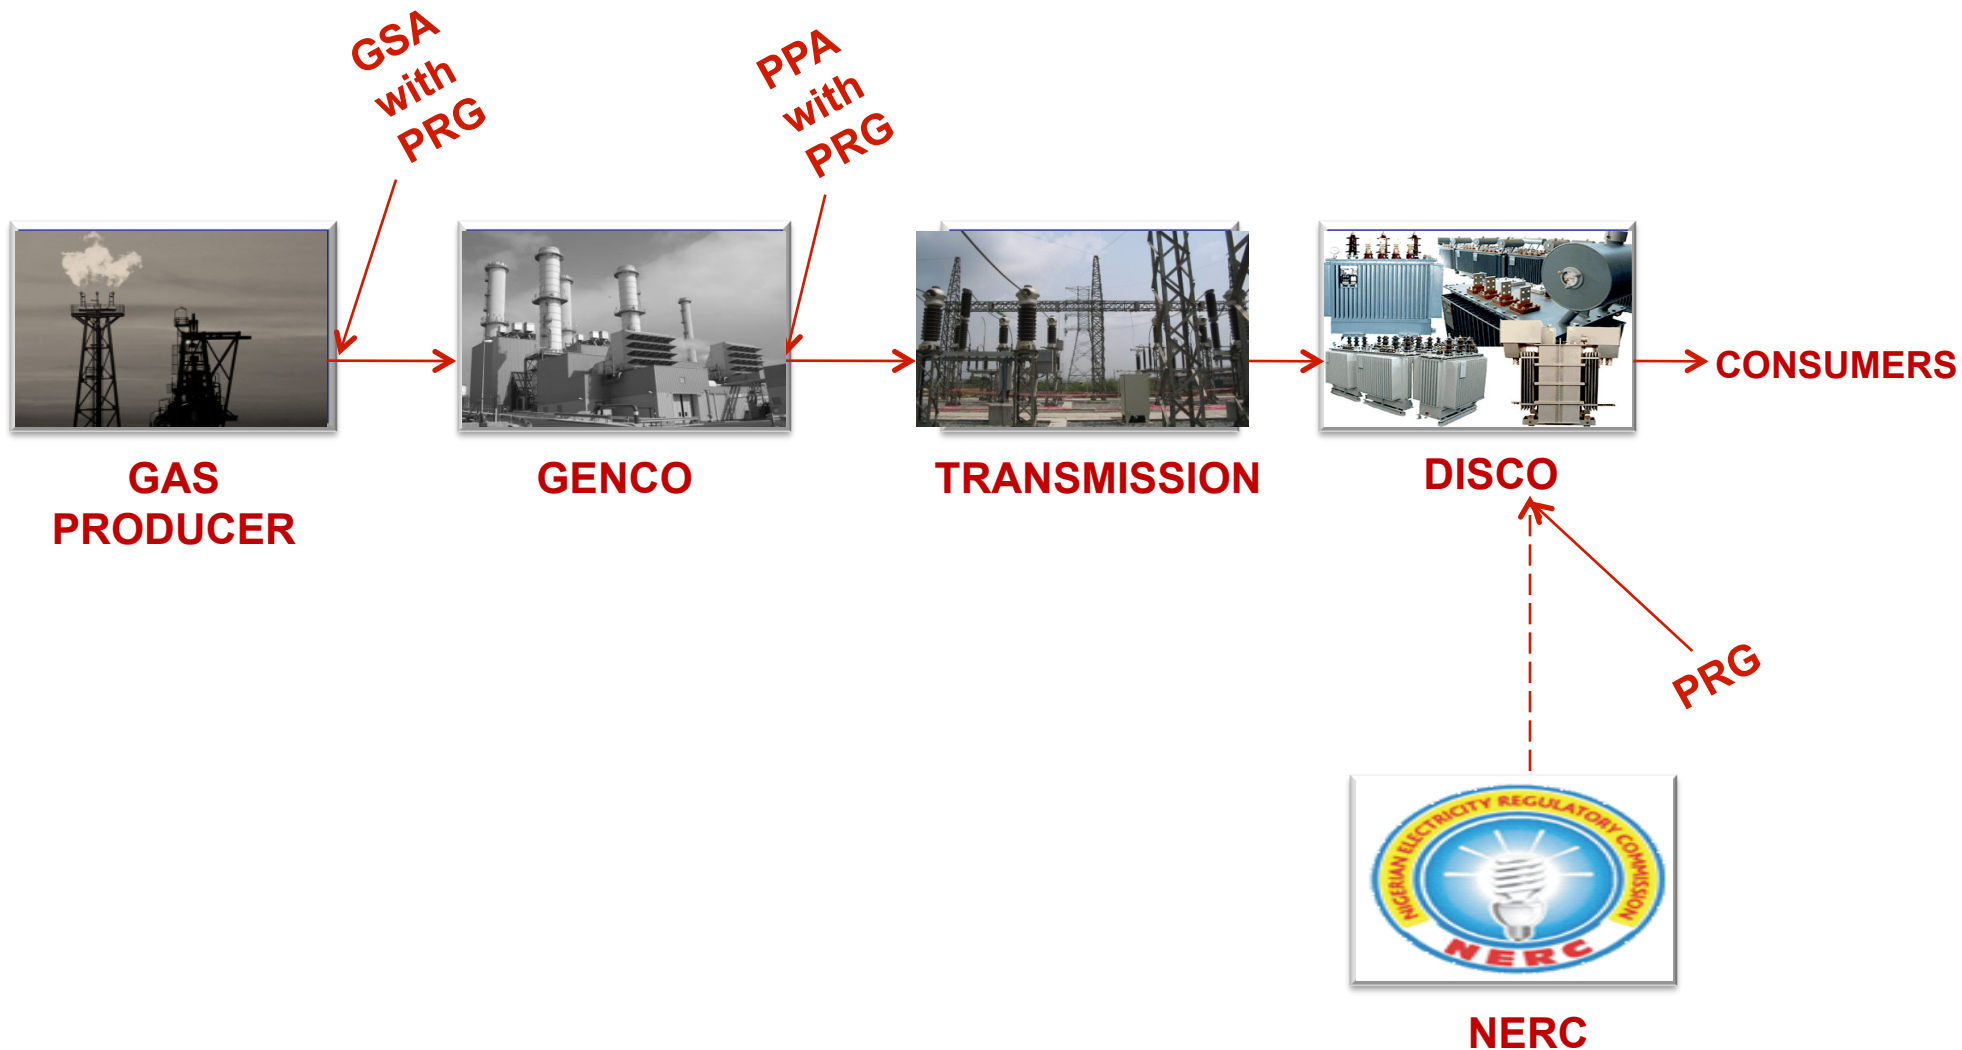 GSA
with
PRG
PPA
with
PRG
CONSUMERS
GAS
PRODUCER
GENCO
TRANSMISSION
DISCO
PRG
NIGERIAN ELECTRICITY REGULATORY COMMISSION
NERC
NERC